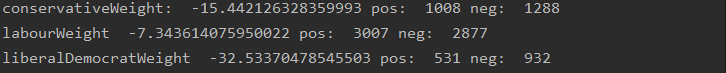 conservativeWeight:  -15.442126328359993 pos:  1008 neg:  1288
labourWeight  -7.343614075950022 pos:  3007 neg:  2877
liberalDemocratWeight  -32.53370478545503 pos:  531 neg:  932